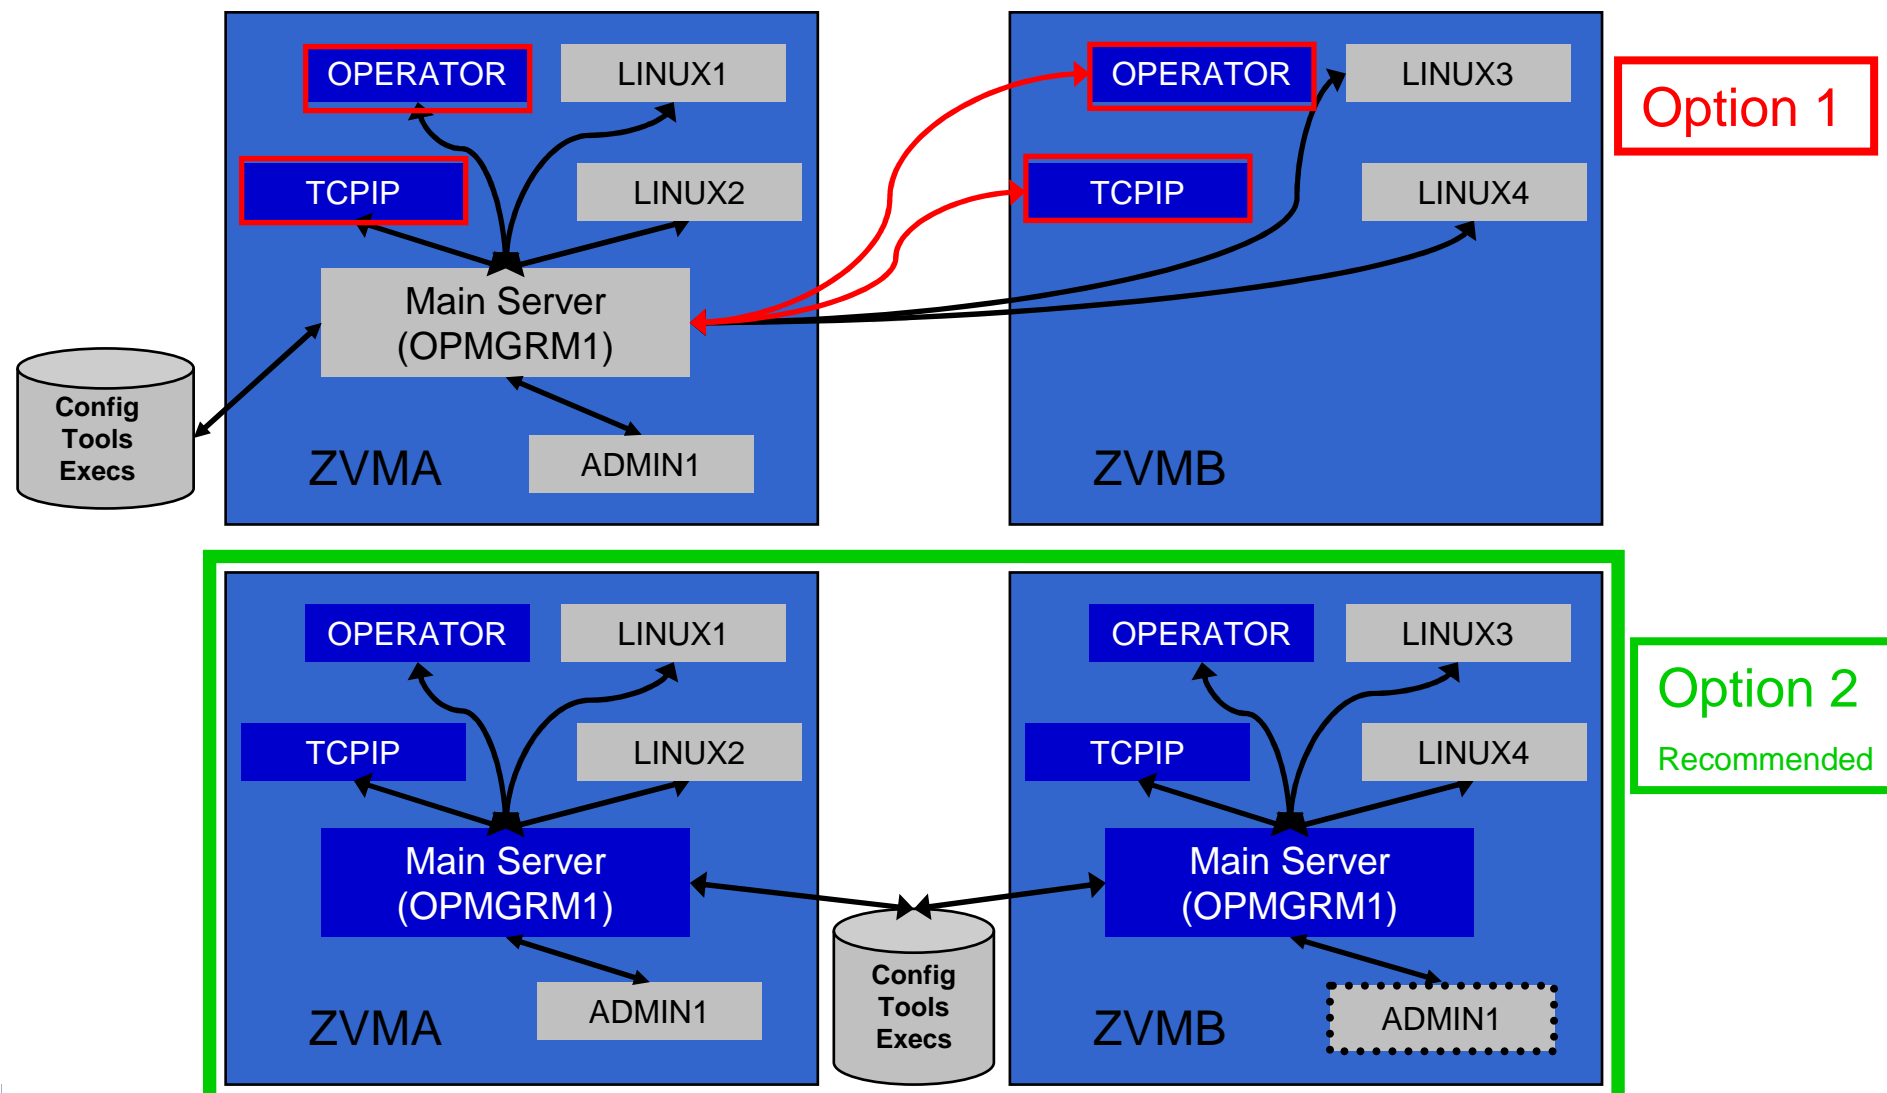 OPERATOR
LINUX1
OPERATOR
LINUX3
Option 1
TCPIP
LINUX2
TCPIP
LINUX4
Main Server
(OPMGRM1)
Config
Tools
Execs
ZVMA
ADMIN1
ZVMB
OPERATOR
LINUX1
OPERATOR
LINUX3
Option 2
Recommended
TCPIP
LINUX2
TCPIP
LINUX4
Main Server
(OPMGRM1)
Main Server
(OPMGRM1)
Config
Tools
Execs
ZVMA
ADMIN1
ZVMB
ADMIN1